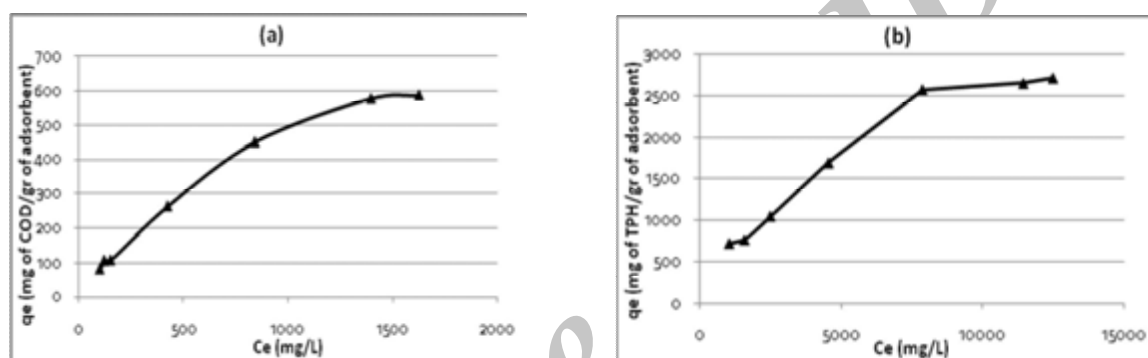 (a)
qe (mg of COD/gr of adsorbent)
700
600
500
400
300
200
100
0
0 500 1000 1500 2000
Ce (mg/L)
(b)
qe (mg of TPH/gr of adsorbent)
3000
2500
2000
1500
1000
500
0
0 5000 10000 15000
Ce (mg/L)